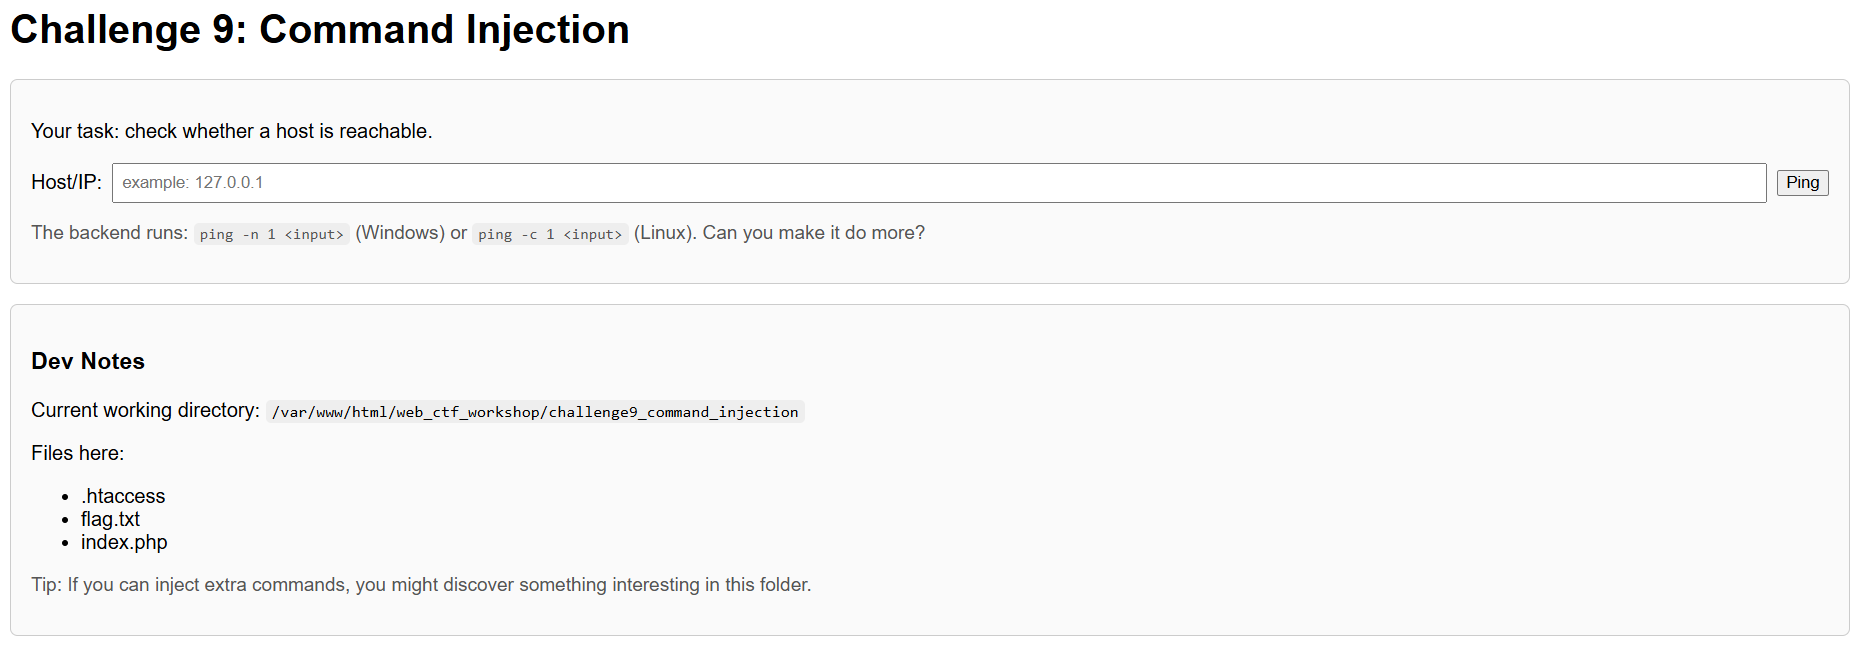 Challenge 9: Command Injection
Your task: check whether a host is reachable.
Host/IP: example: 127.0.0.1 Ping
The backend runs: ping -n 1 <input> (Windows) or ping -c 1 <input> (Linux). Can you make it do more?
Dev Notes
Current working directory: /var/www/html/web_ctf_workshop/challenge9_command_injection
Files here:
• .htaccess
• flag.txt
• index.php
Tip: If you can inject extra commands, you might discover something interesting in this folder.